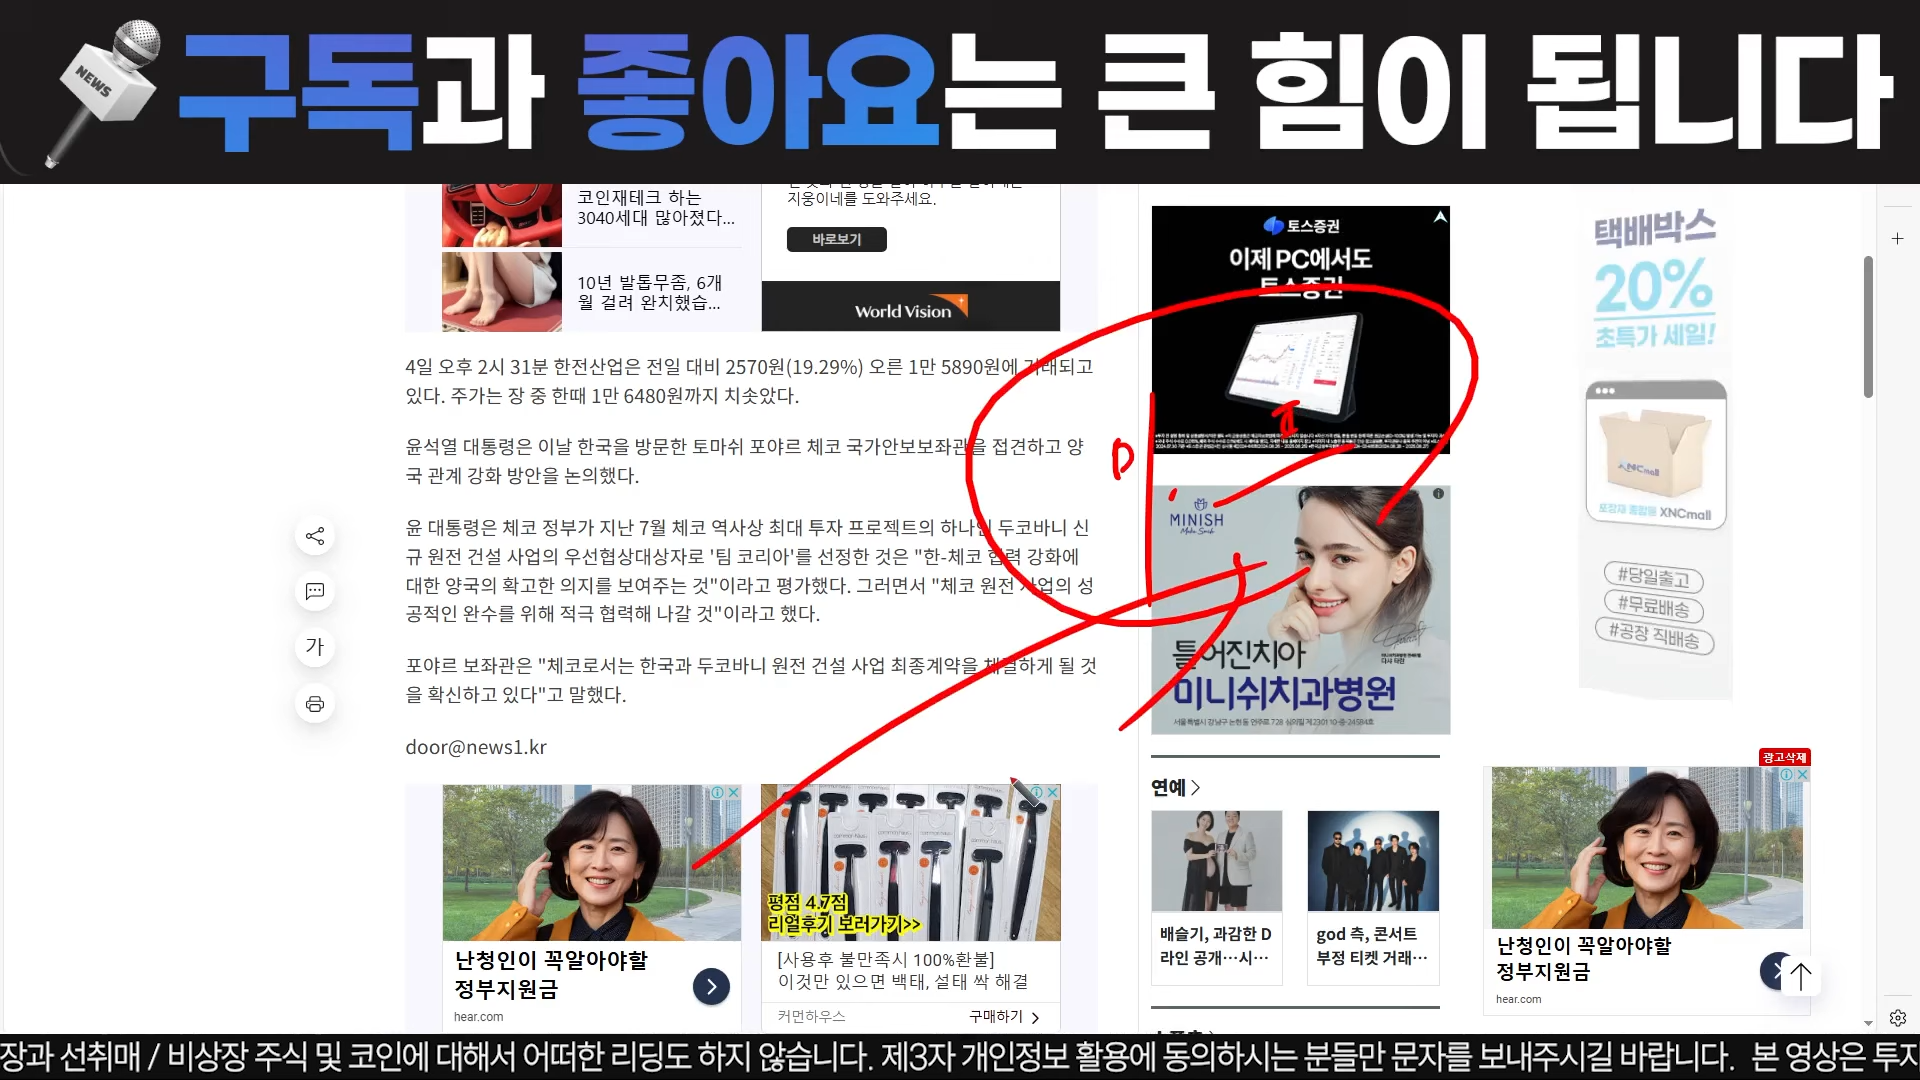 NEWS
구독과 좋아요는 큰 힘이 됩니다
코인재테크 하는
3040세대 많아졌다...
10년 발톱무좀, 6개
월 걸려 완치했습...
지웅이네를 도와주세요.
바로보기
World Vision
4일 오후 2시 31분 한전산업은 전일 대비 2570원(19.29%) 오른 1만 5890원에 거래되고
있다. 주가는 장 중 한때 1만 6480원까지 치솟았다.
윤석열 대통령은 이날 한국을 방문한 토마쉬 포야르 체코 국가안보보좌관을 접견하고 양
국 관계 강화 방안을 논의했다.
윤 대통령은 체코 정부가 지난 7월 체코 역사상 최대 투자 프로젝트의 하나인 두코바니 신
규 원전 건설 사업의 우선협상대상자로 '팀 코리아'를 선정한 것은 "한-체코 협력 강화에
대한 양국의 확고한 의지를 보여주는 것"이라고 평가했다. 그러면서 "체코 원전 사업의 성
공적인 완수를 위해 적극 협력해 나갈 것"이라고 했다.
포야르 보좌관은 "체코로서는 한국과 두코바니 원전 건설 사업 최종계약을 체결하게 될 것
을 확신하고 있다"고 말했다.
door@news1.kr
가
난청인이 꼭알아야할
정부지원금
hear.com
평점 4.7점
리얼후기 보러가기>>
[사용후 불만족시 100%환불]
이것만 있으면 백태, 설태 싹 해결
커먼하우스
구매하기
토스증권
이제 PC에서도
토스증권
MINISH
틀어진치아
미니쉬치과병원
연예
배슬기, 과감한 D
라인 공개…시…
god 측, 콘서트
부정 티켓 거래…
택배박스
20%
초특가 세일!
XNCmall
포장재 종합몰 XNCmall
#당일출고
#무료배송
#공장 직배송
광고삭제
난청인이 꼭알아야할
정부지원금
hear.com
장과 선취매 / 비상장 주식 및 코인에 대해서 어떠한 리딩도 하지 않습니다. 제3자 개인정보 활용에 동의하시는 분들만 문자를 보내주시길 바랍니다. 본 영상은 투자